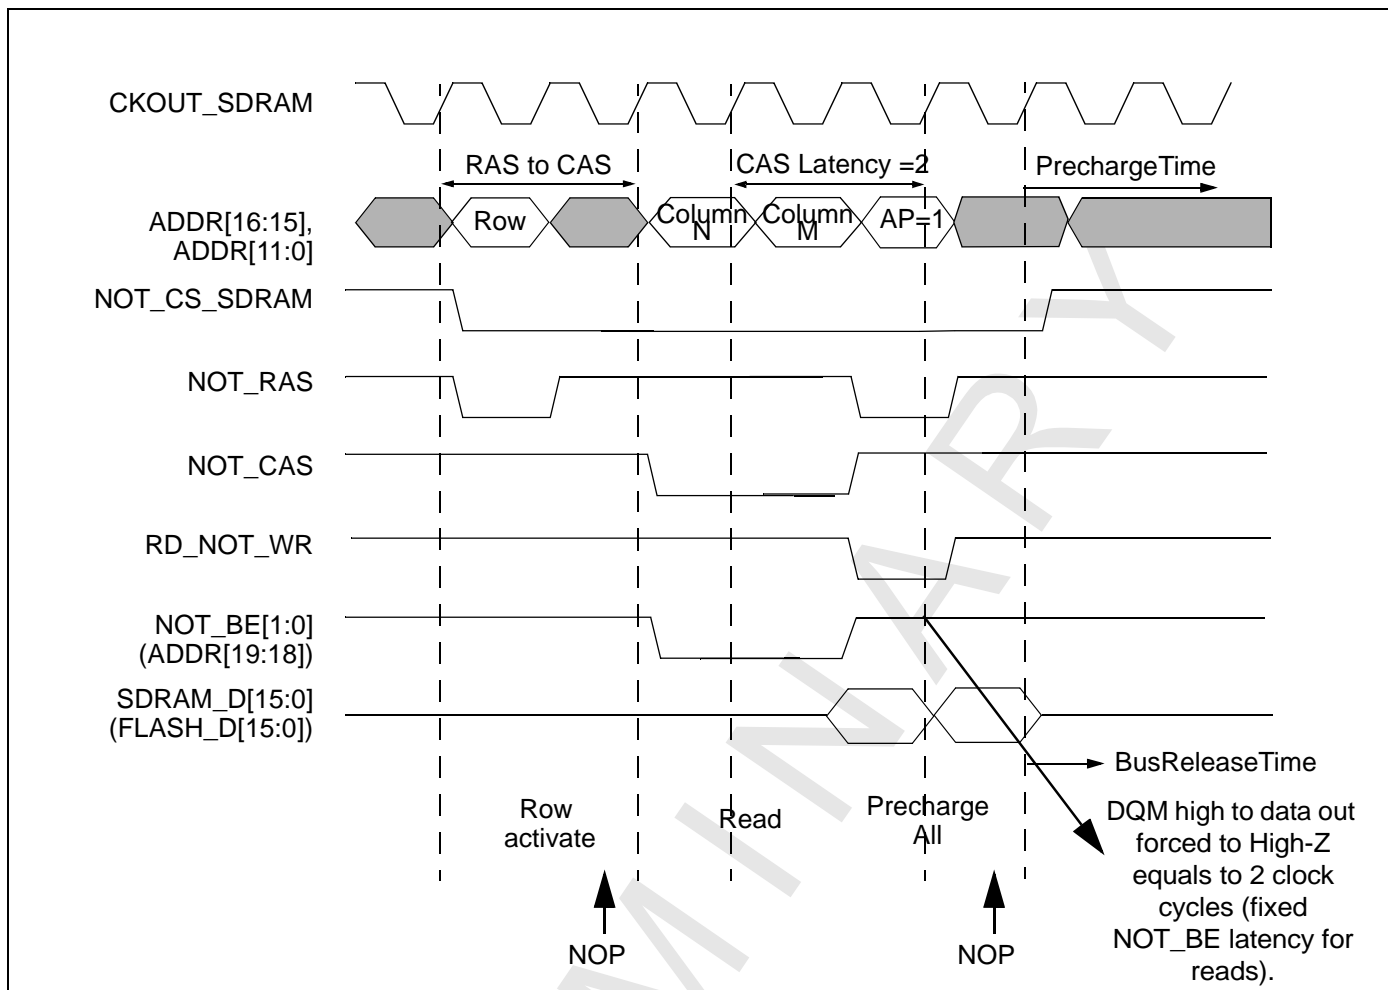 CKOUT_SDRAM
RAS to CAS
CAS Latency =2
PrechargeTime
ADDR[16:15],
ADDR[11:0]
Row
Column
N
Column
M
AP=1
NOT_CS_SDRAM
NOT_RAS
NOT_CAS
RD_NOT_WR
NOT_BE[1:0]
(ADDR[19:18])
SDRAM_D[15:0]
(FLASH_D[15:0])
BusReleaseTime
Row
activate
Read
Precharge
All
DQM high to data out
forced to High-Z
equals to 2 clock
cycles (fixed
NOT_BE latency for
reads).
NOP
NOP
MINARY